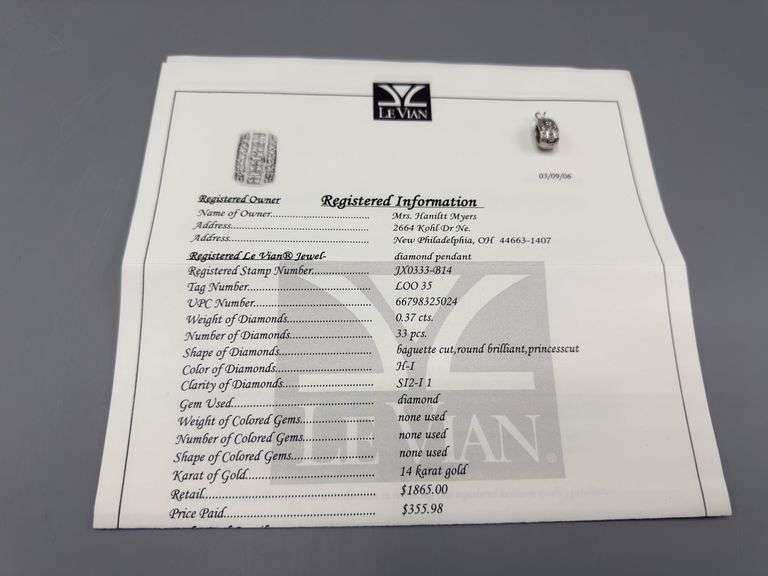 LE VIAN
03/09/06
Registered Owner Registered Information
Name of Owner........................................ Mrs. Haniltt Myers
Address........................................ 2664 Kohl Dr Ne.
Address........................................ New Philadelphia, OH 44663-1407
Registered Le Vian® Jewel- diamond pendant
Registered Stamp Number........................ JX0333-B14
Tag Number........................................ LOO 35
UPC Number........................................ 66798325024
Weight of Diamonds................................ 0.37 cts.
Number of Diamonds................................ 33 pcs.
Shape of Diamonds................................ baguette cut,round brilliant,princesscut
Color of Diamonds................................ H-I
Clarity of Diamonds................................ SI2-I 1
Gem Used........................................ diamond
Weight of Colored Gems........................ none used
Number of Colored Gems........................ none used
Shape of Colored Gems........................ none used
LE VIAN®
Karat of Gold........................................ 14 karat gold
Retail........................................ $1865.00
Price Paid........................................ $355.98